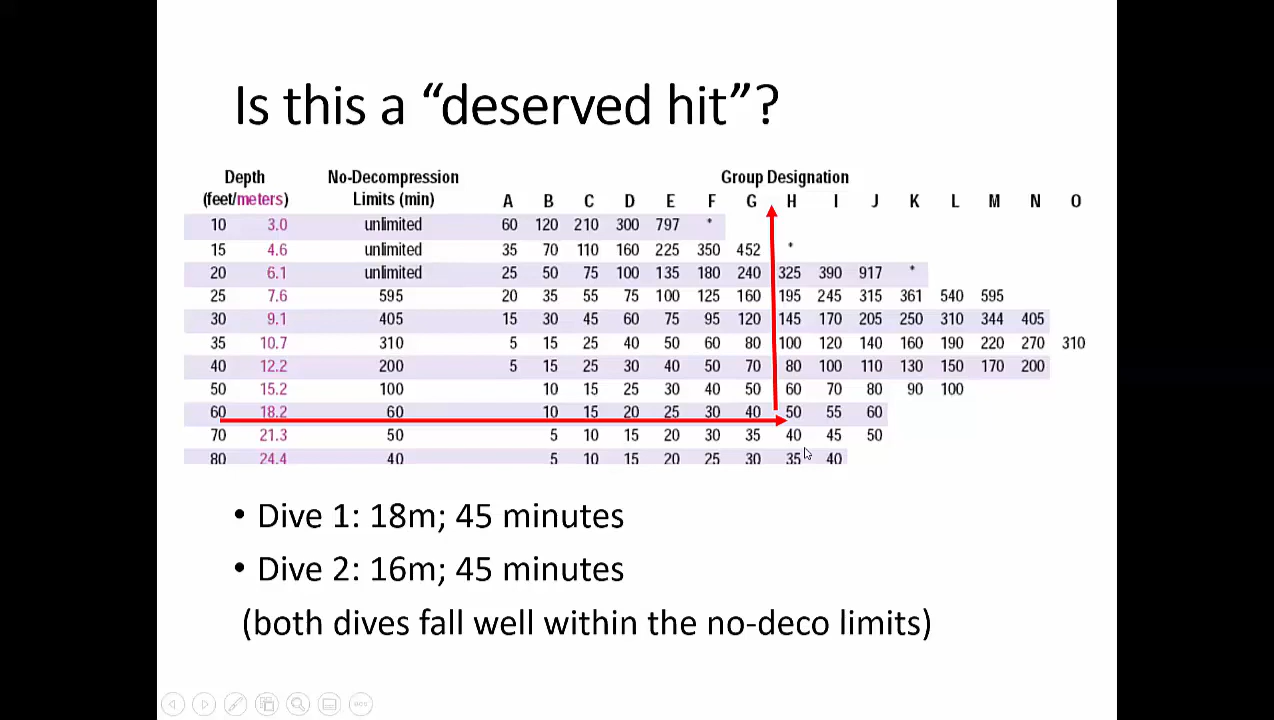 Is this a “deserved hit”?
Depth No-Decompression Group Designation
(feet/meters) Limits (min) A B C D E F G H I J K L M N O
10 3.0 unlimited 60 120 210 300 797 *
15 4.6 unlimited 35 70 110 160 225 350 452 *
20 6.1 unlimited 25 50 75 100 135 180 240 325 390 917 *
25 7.6 595 20 35 55 75 100 125 160 195 245 315 361 540 595
30 9.1 405 15 30 45 60 75 95 120 145 170 205 250 310 344 405
35 10.7 310 5 15 25 40 50 60 80 100 120 140 160 190 220 270 310
40 12.2 200 5 15 25 30 40 50 70 80 100 110 130 150 170 200
50 15.2 100 10 15 25 30 40 50 60 70 80 90 100
60 18.2 60 10 15 20 25 30 40 50 55 60
70 21.3 50 5 10 15 20 30 35 40 45 50
80 24.4 40 5 10 15 20 25 30 35 40
• Dive 1: 18m; 45 minutes
• Dive 2: 16m; 45 minutes
(both dives fall well within the no-deco limits)